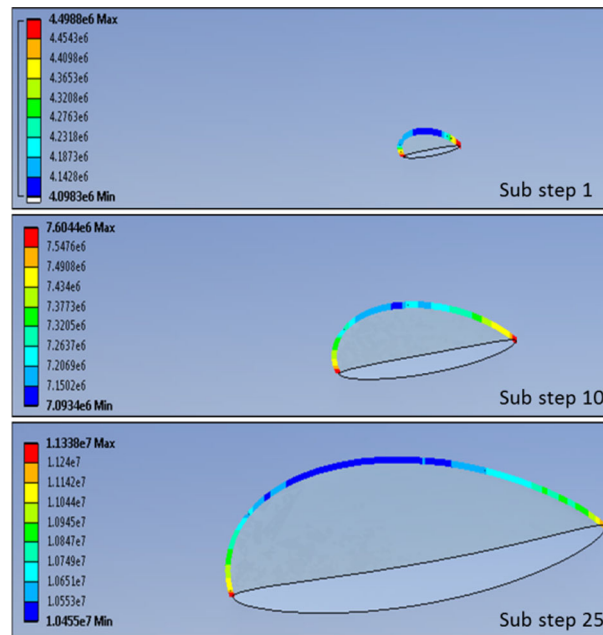 4.4988e6 Max
4.4543e6
4.4098e6
4.3653e6
4.3208e6
4.2763e6
4.2318e6
4.1873e6
4.1428e6
4.0983e6 Min
Sub step 1
7.6044e6 Max
7.5476e6
7.4908e6
7.434e6
7.3773e6
7.3205e6
7.2637e6
7.2069e6
7.1502e6
7.0934e6 Min
Sub step 10
1.1338e7 Max
1.124e7
1.1142e7
1.1044e7
1.0945e7
1.0847e7
1.0749e7
1.0651e7
1.0553e7
1.0455e7 Min
Sub step 25